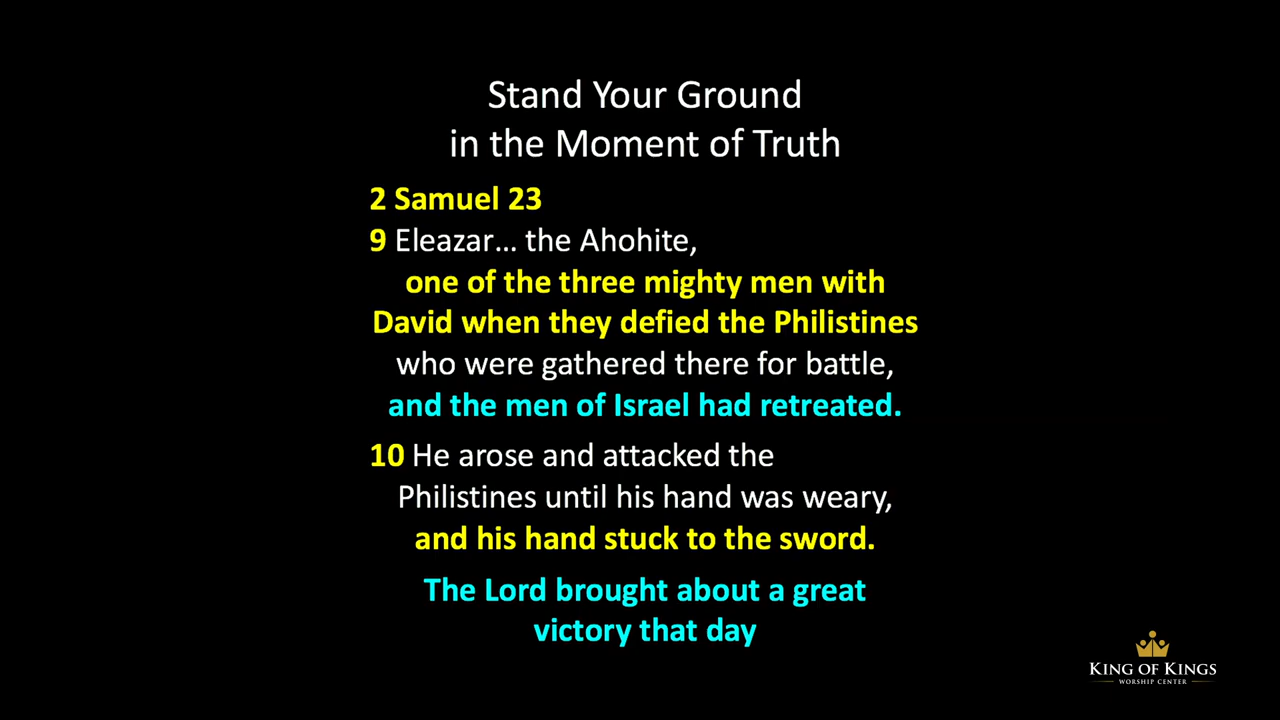 Stand Your Ground
in the Moment of Truth
2 Samuel 23
9 Eleazar... the Ahohite,
one of the three mighty men with
David when they defied the Philistines
who were gathered there for battle,
and the men of Israel had retreated.
10 He arose and attacked the
Philistines until his hand was weary,
and his hand stuck to the sword.
The Lord brought about a great
victory that day
KING OF KINGS
WORSHIP CENTER